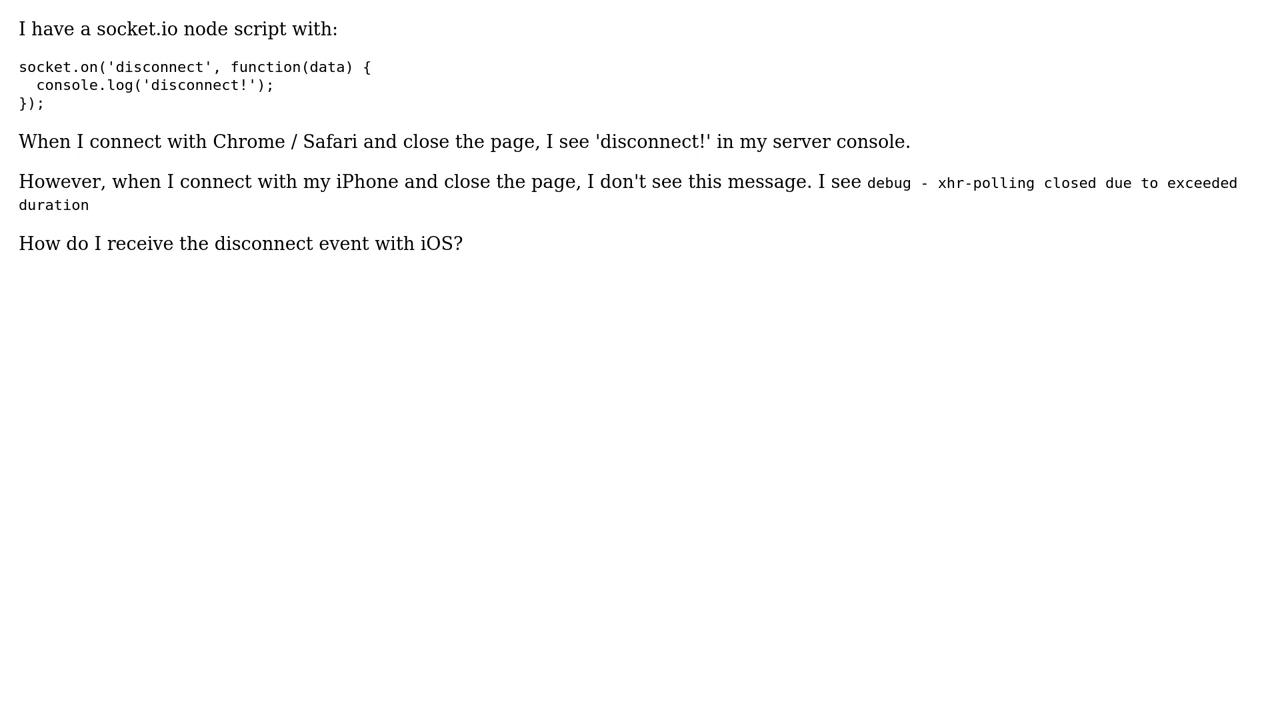 I have a socket.io node script with:
socket.on('disconnect', function(data) {
  console.log('disconnect!');
});
When I connect with Chrome / Safari and close the page, I see 'disconnect!' in my server console.
However, when I connect with my iPhone and close the page, I don't see this message. I see debug - xhr-polling closed due to exceeded
duration
How do I receive the disconnect event with iOS?